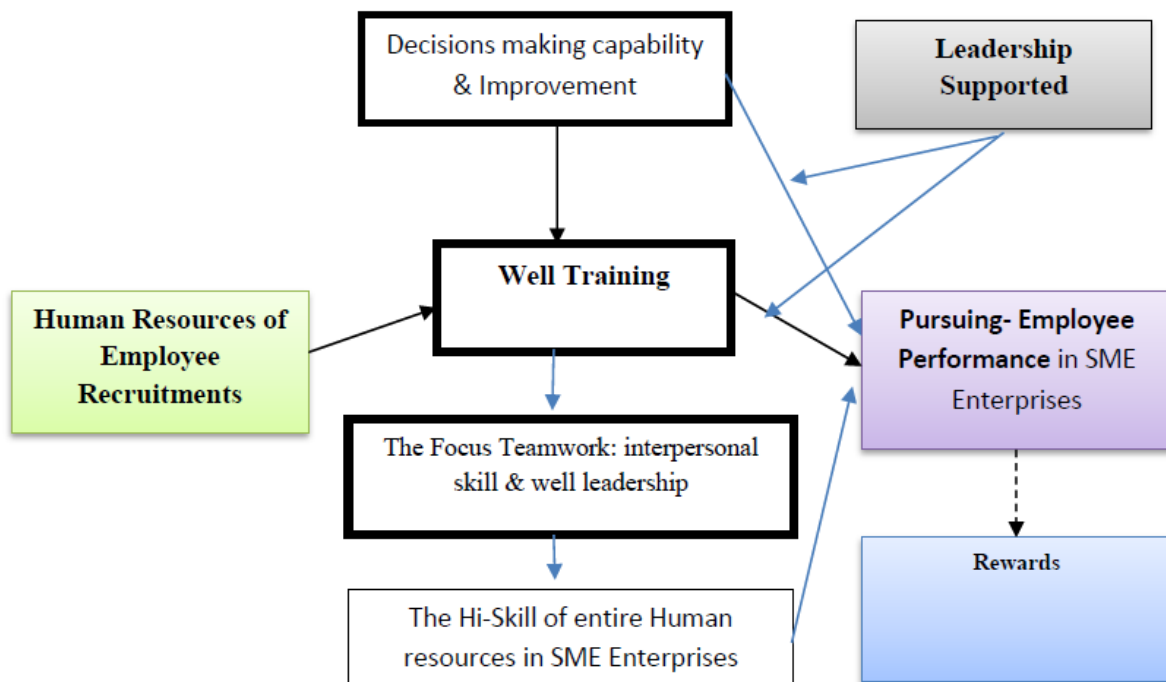 Decisions making capability
& Improvement
Leadership
Supported
Well Training
Human Resources of
Employee
Recruitments
Pursuing- Employee
Performance in SME
Enterprises
The Focus Teamwork: interpersonal
skill & well leadership
Rewards
The Hi-Skill of entire Human
resources in SME Enterprises